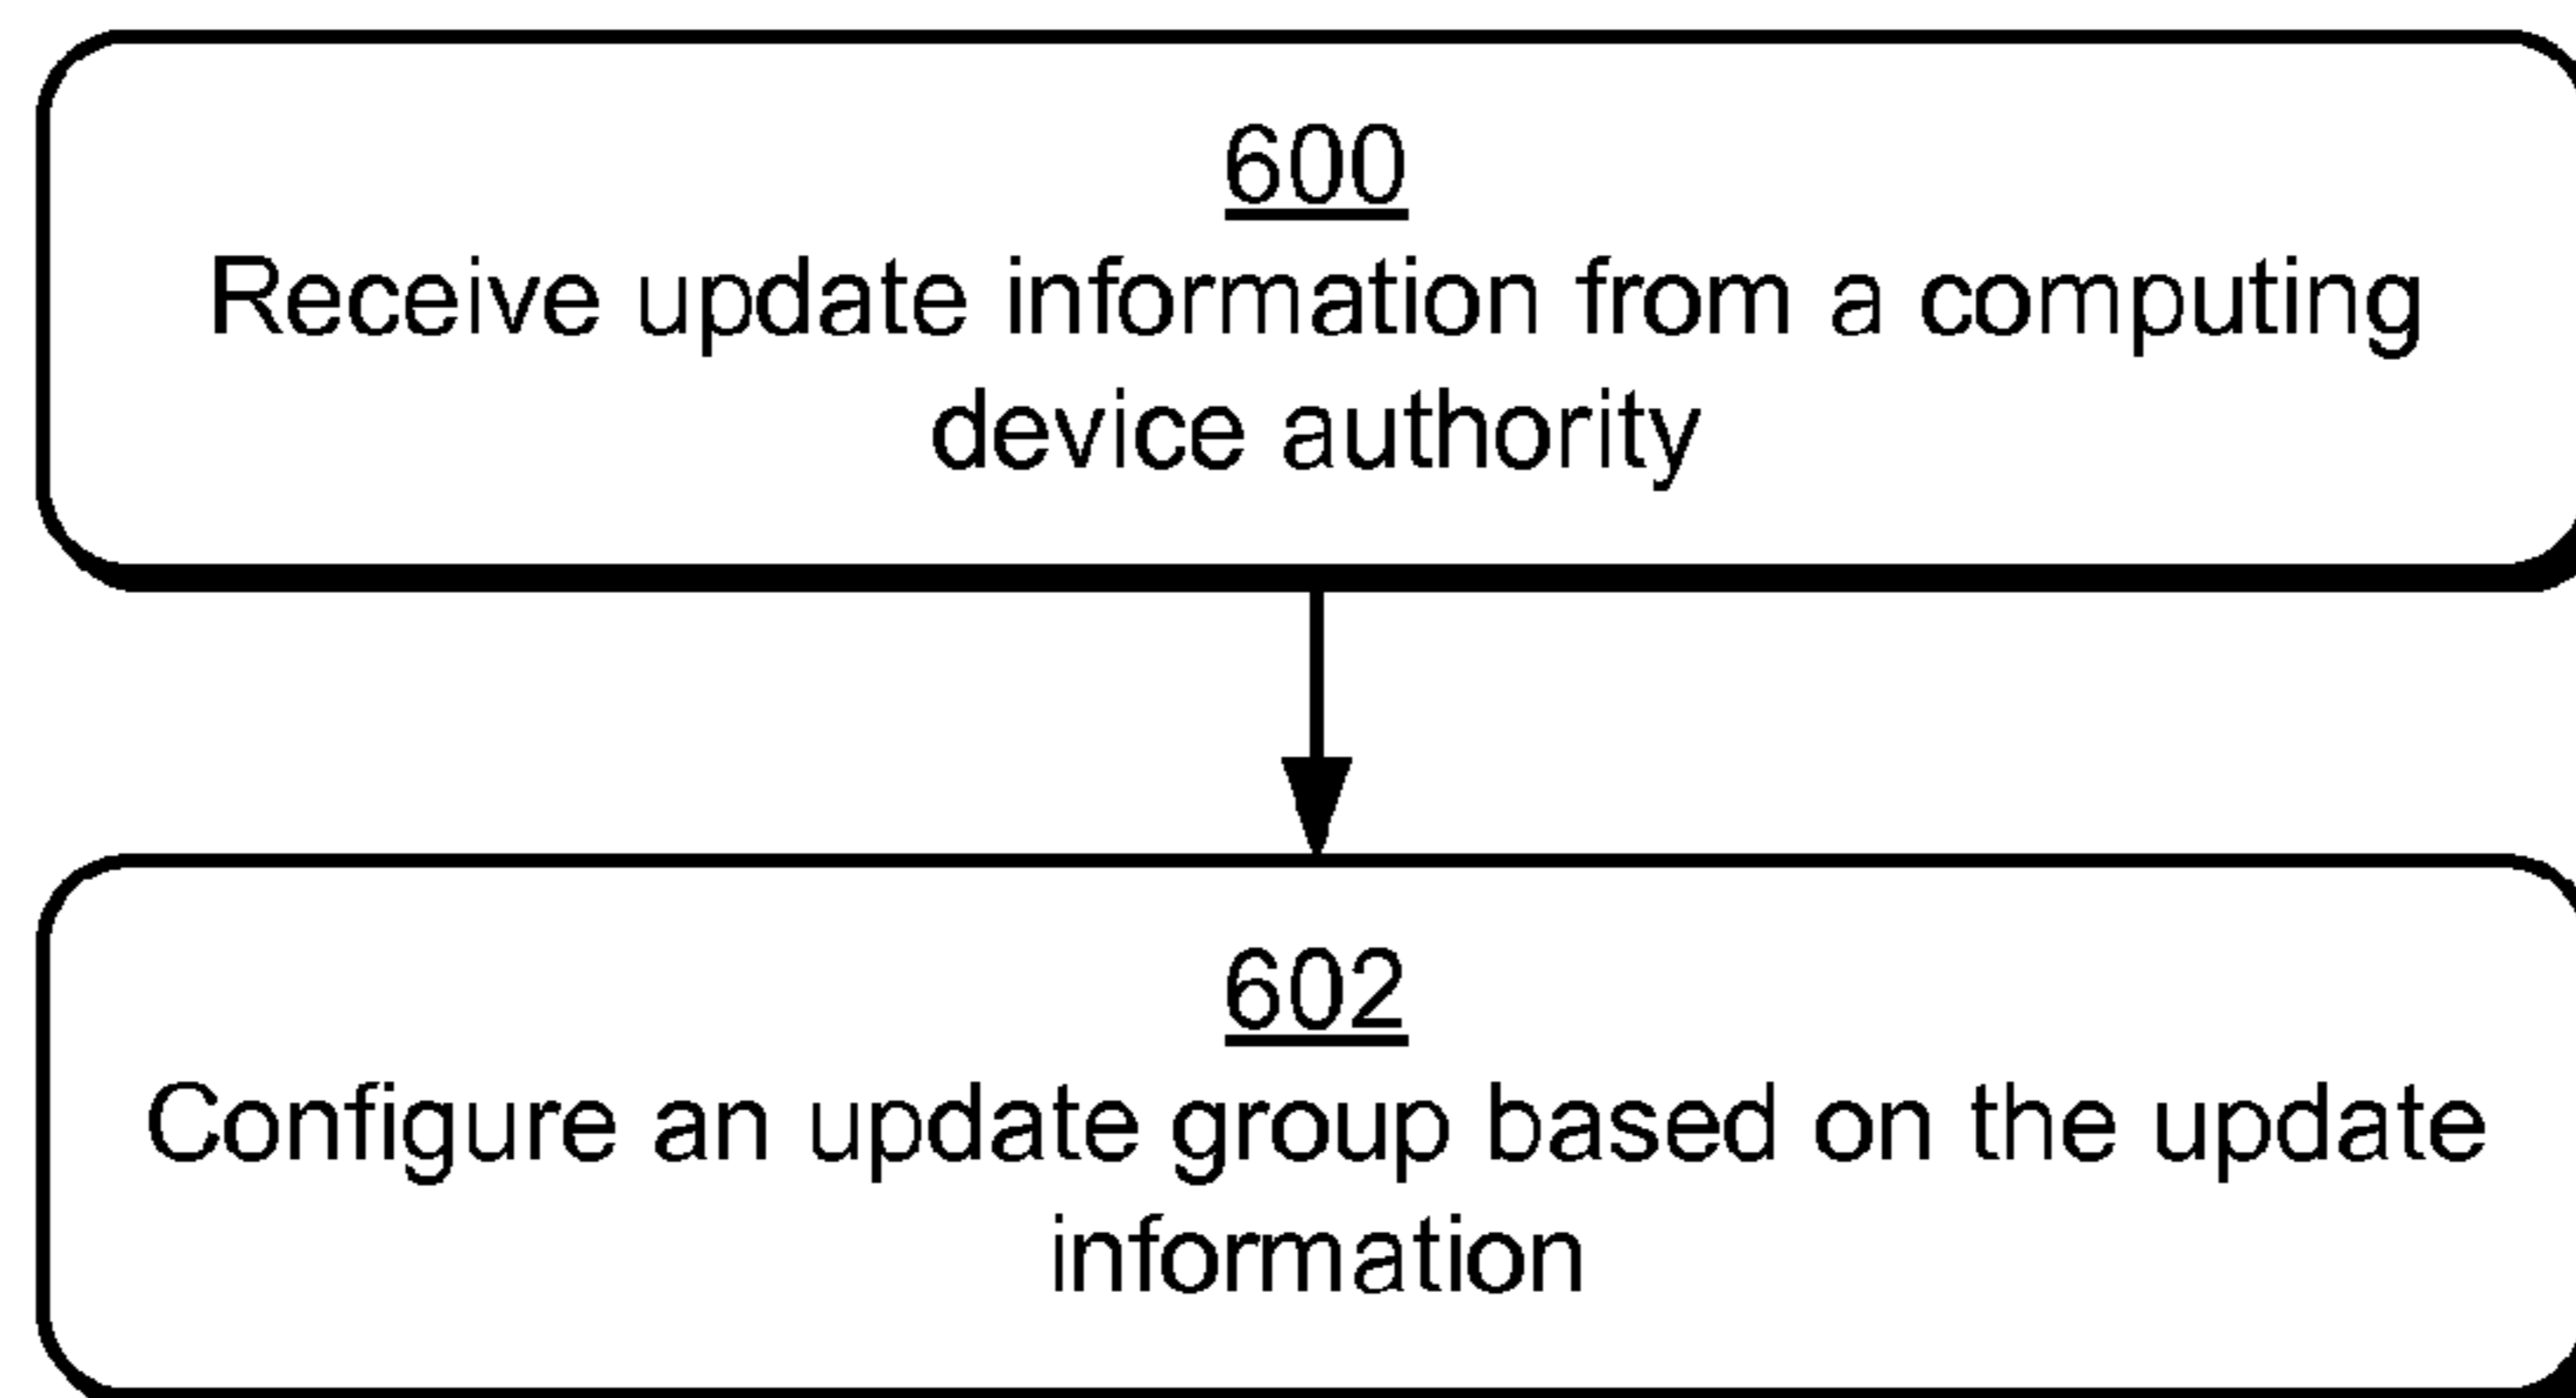 600
Receive update information from a computing
device authority
602
Configure an update group based on the update
information